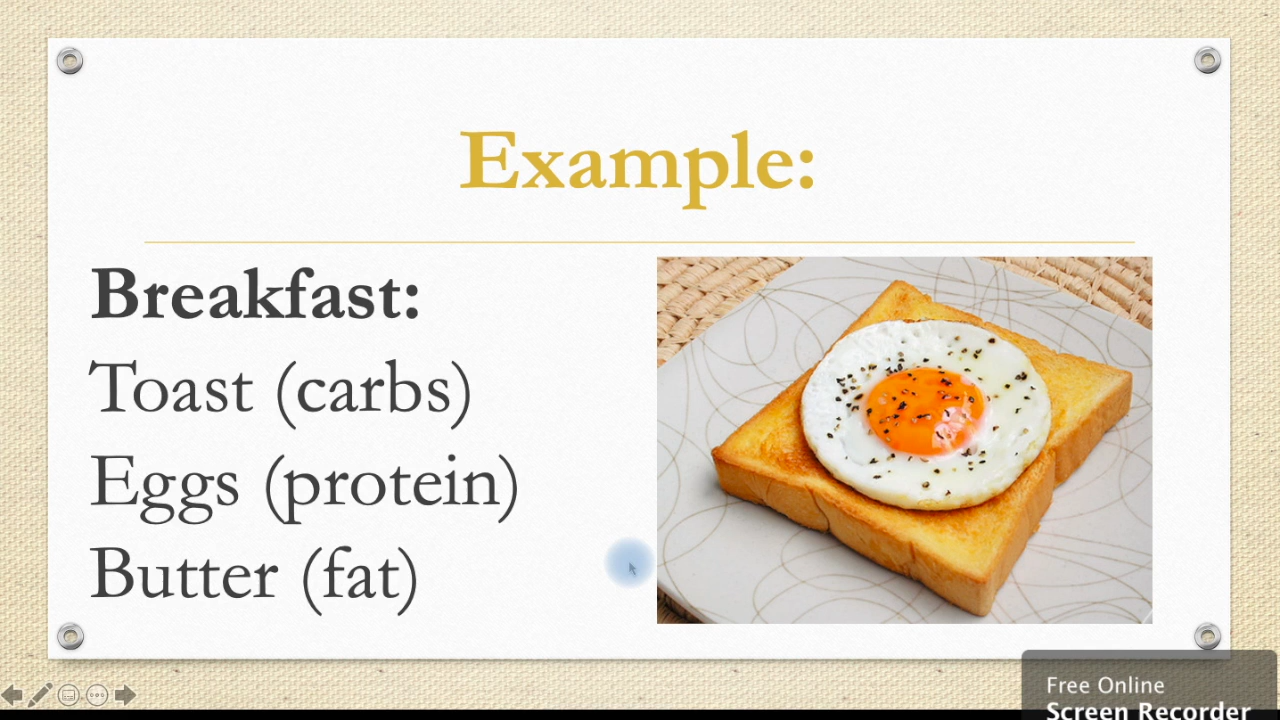 Example:
Breakfast:
Toast (carbs)
Eggs (protein)
Butter (fat)
Free Online
Screen Recorder